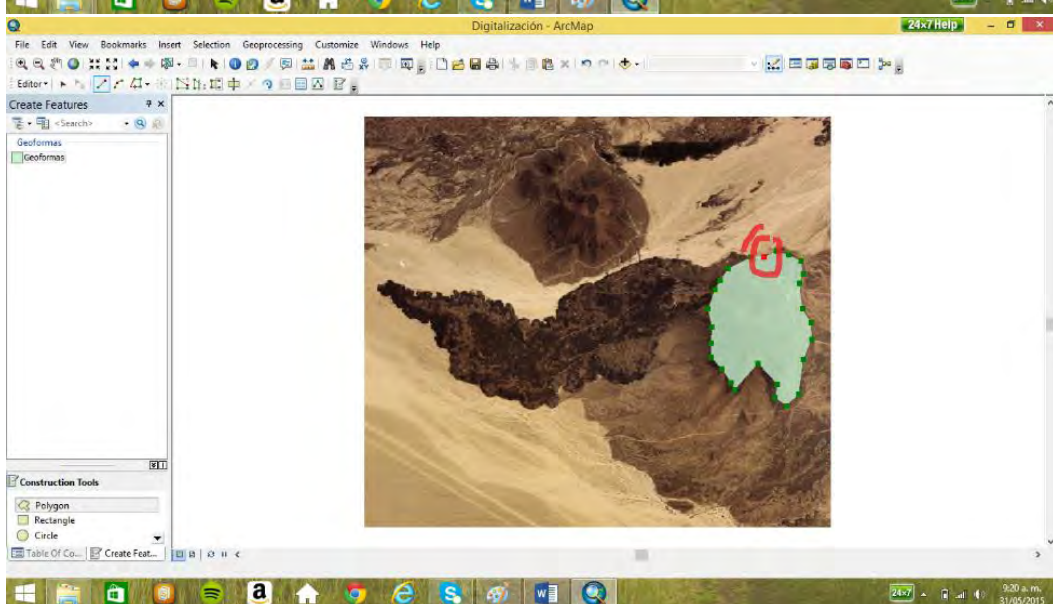 Digitalización - ArcMap
24x7 Help
File Edit View Bookmarks Insert Selection Geoprocessing Customize Windows Help
Editor
Create Features
<Search>
Geoformas
Geoformas
Construction Tools
Polygon
Rectangle
Circle
Table Of Co... Create Feat...
24x7
9:20 a. m.
31/05/2015